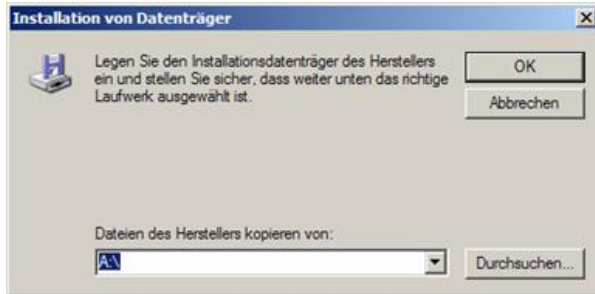 Installation von Datenträger
Legen Sie den Installationsdatenträger des Herstellers
ein und stellen Sie sicher, dass weiter unten das richtige
Laufwerk ausgewählt ist.
OK
Abbrechen
Dateien des Herstellers kopieren von:
A:\
Durchsuchen...